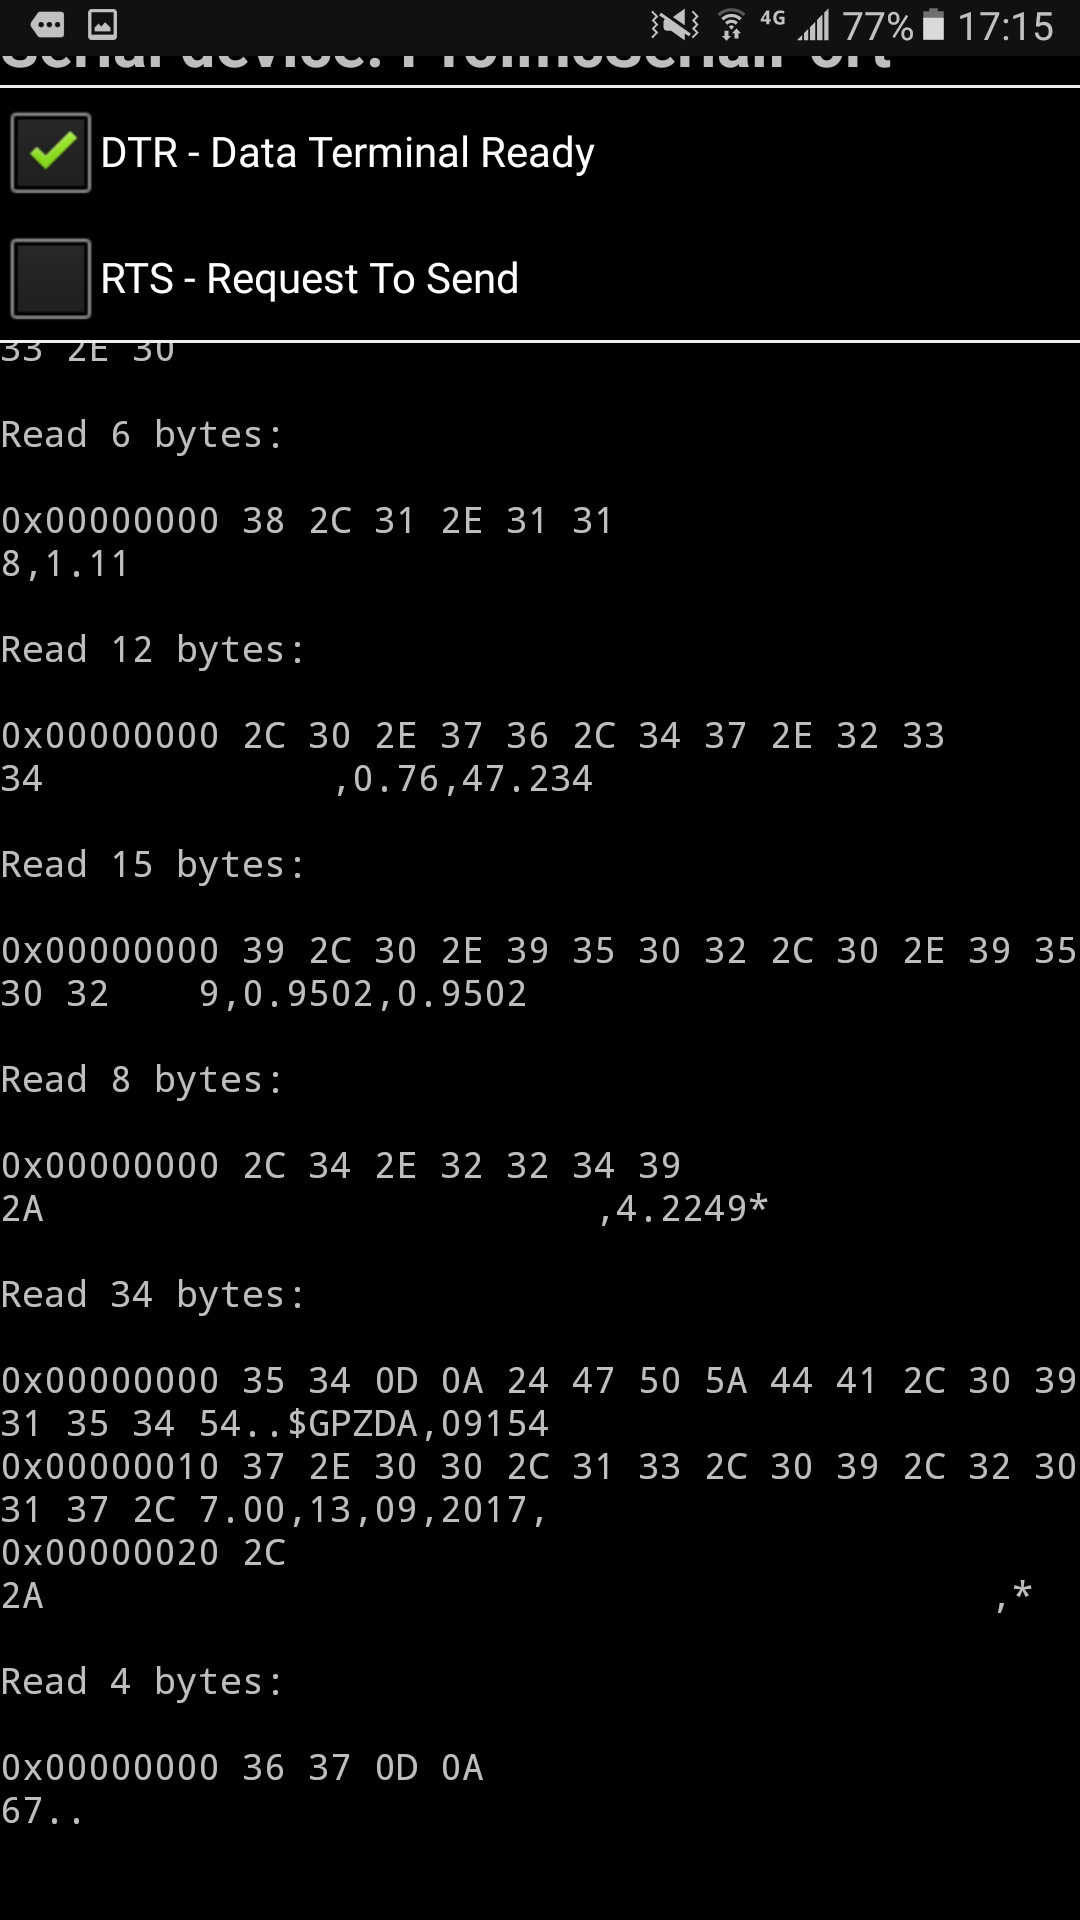 4G 77% 17:15
Serial device: ProlificSerialPort
DTR - Data Terminal Ready
RTS - Request To Send
33 2E 30
Read 6 bytes:
0x00000000 38 2C 31 2E 31 31
8,1.11
Read 12 bytes:
0x00000000 2C 30 2E 37 36 2C 34 37 2E 32 33
34 ,0.76,47.234
Read 15 bytes:
0x00000000 39 2C 30 2E 39 35 30 32 2C 30 2E 39 35
30 32 9,0.9502,0.9502
Read 8 bytes:
0x00000000 2C 34 2E 32 32 34 39
2A ,4.2249*
Read 34 bytes:
0x00000000 35 34 0D 0A 24 47 50 5A 44 41 2C 30 39
31 35 34 54..$GPZDA,09154
0x00000010 37 2E 30 30 2C 31 33 2C 30 39 2C 32 30
31 37 2C 7.00,13,09,2017,
0x00000020 2C
2A ,*
Read 4 bytes:
0x00000000 36 37 0D 0A
67..